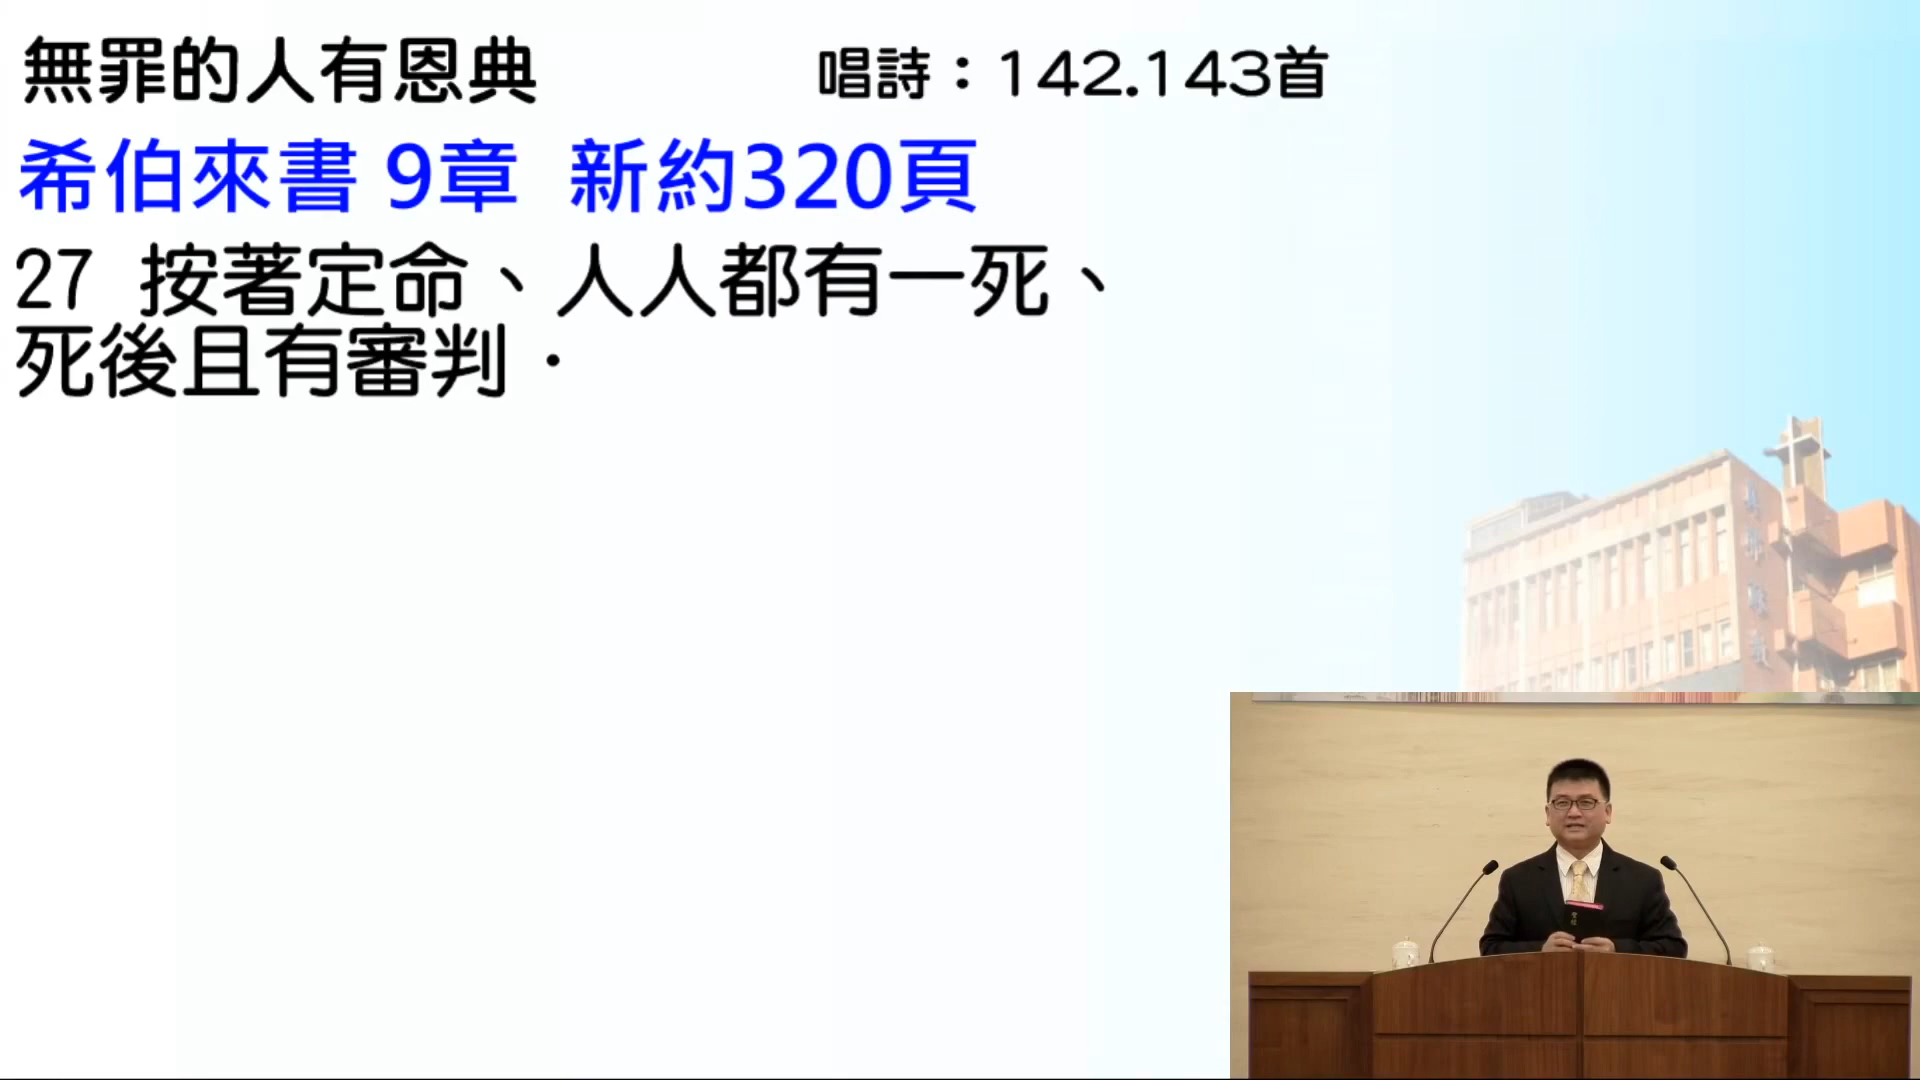 無罪的人有恩典
唱詩：142.143首
希伯來書 9章 新約320頁
27 按著定命、人人都有一死、
死後且有審判．
聖經